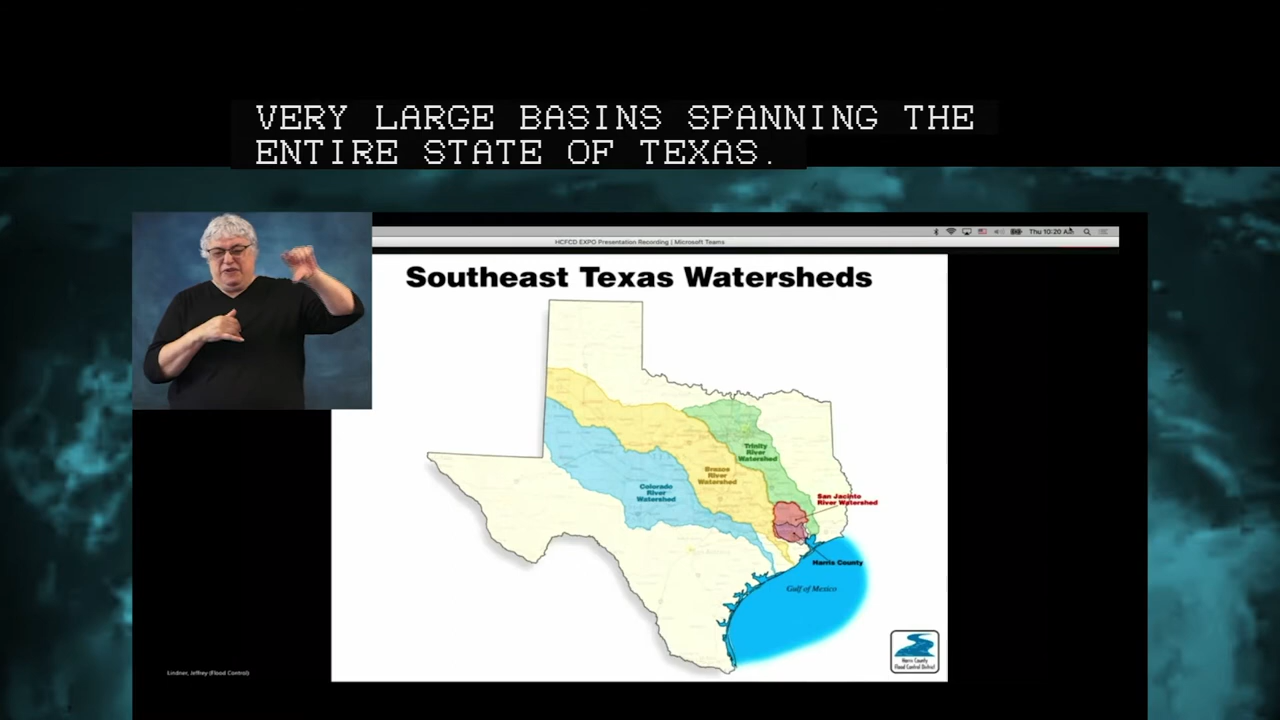 VERY LARGE BASINS SPANNING THE
ENTIRE STATE OF TEXAS.
Thu 10:20 AM
HCFCD EXPO Presentation Recording | Microsoft Teams
Southeast Texas Watersheds
Trinity
River
Watershed
Brazos
River
Watershed
Colorado
River
Watershed
San Jacinto
River Watershed
Harris County
Gulf of Mexico
Harris County
Flood Control District
Lindner, Jeffrey (Flood Control)